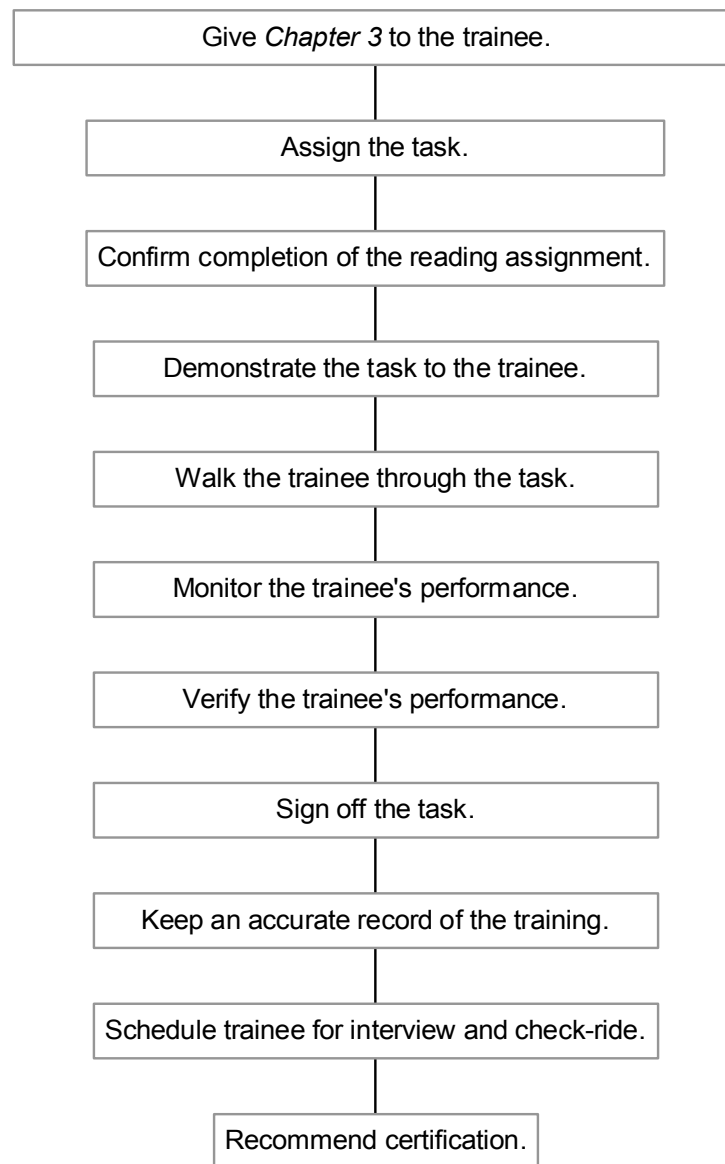 Give Chapter 3 to the trainee.
Assign the task.
Confirm completion of the reading assignment.
Demonstrate the task to the trainee.
Walk the trainee through the task.
Monitor the trainee's performance.
Verify the trainee's performance.
Sign off the task.
Keep an accurate record of the training.
Schedule trainee for interview and check-ride.
Recommend certification.